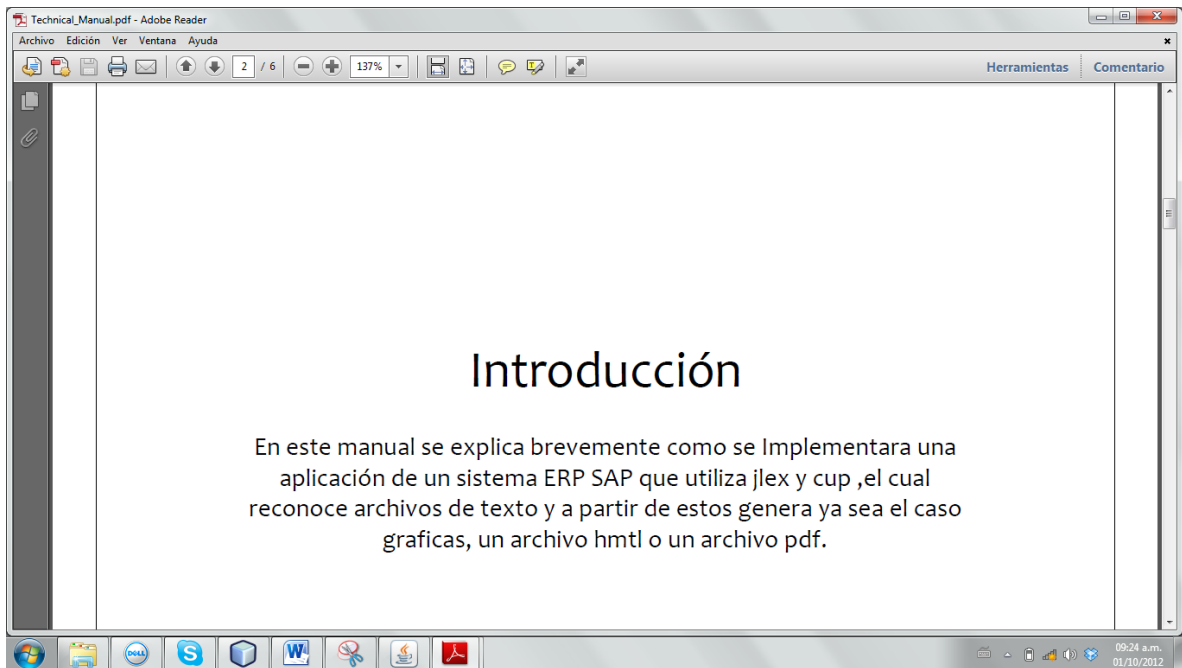 Technical_Manual.pdf - Adobe Reader
Archivo Edición Ver Ventana Ayuda
2 / 6 137% Herramientas Comentario
Introducción
En este manual se explica brevemente como se Implementara una
aplicación de un sistema ERP SAP que utiliza jlex y cup ,el cual
reconoce archivos de texto y a partir de estos genera ya sea el caso
graficas, un archivo hmtl o un archivo pdf.
DELL
09:24 a.m.
01/10/2012